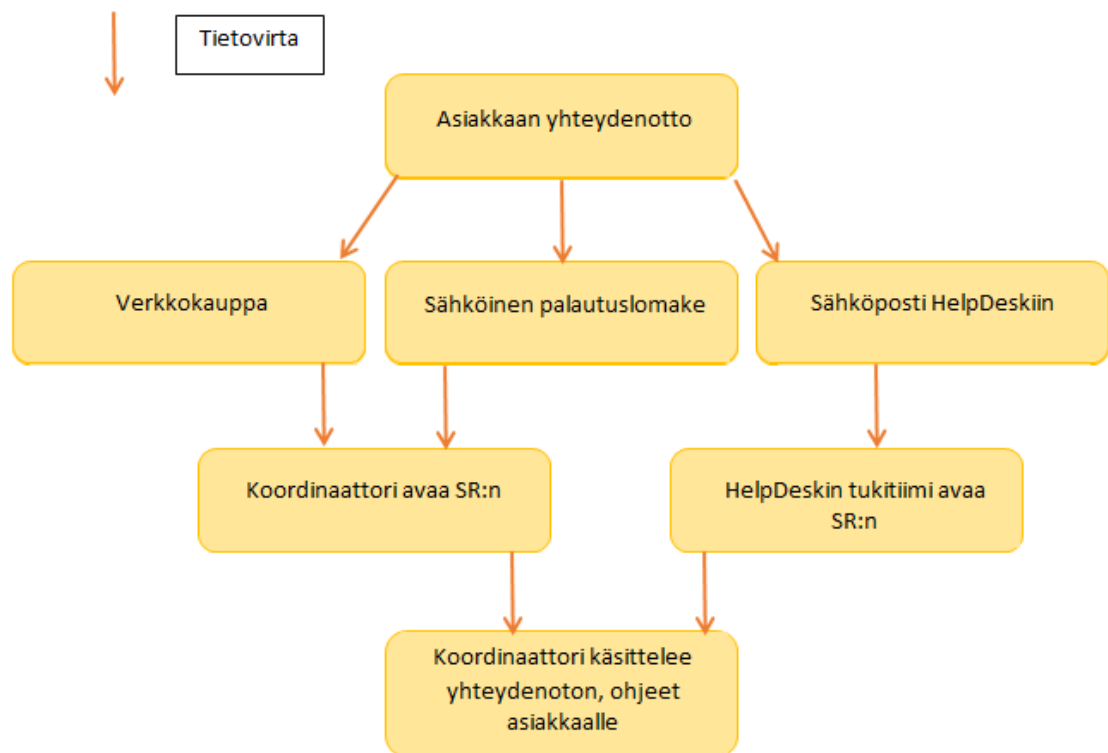 Tietovirta
Asiakkaan yhteydenotto
Verkkokauppa
Sähköinen palautuslomake
Sähköposti HelpDeskiin
Koordinaattori avaa SR:n
HelpDeskin tukitiimi avaa
SR:n
Koordinaattori käsittelee
yhteydenoton, ohjeet
asiakkaalle